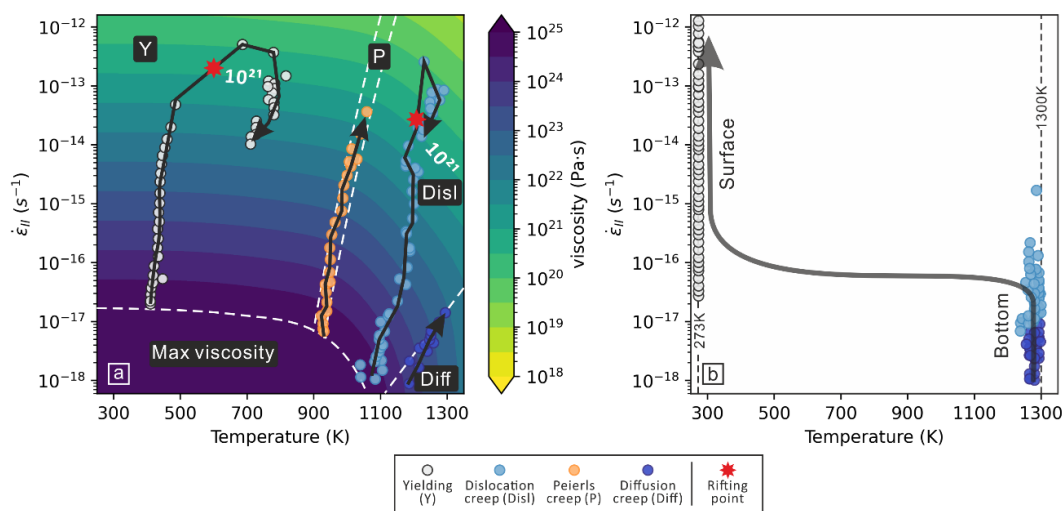 10⁻¹²
10⁻¹³
10⁻¹⁴
10⁻¹⁵
10⁻¹⁶
10⁻¹⁷
10⁻¹⁸
ε̇_II (s⁻¹)
Y
P
10²¹
10²¹
Disl
Max viscosity
Diff
a
300 500 700 900 1100 1300
Temperature (K)
10²⁵
10²⁴
10²³
10²²
10²¹
10²⁰
10¹⁹
10¹⁸
viscosity (Pa·s)
10⁻¹²
10⁻¹³
10⁻¹⁴
10⁻¹⁵
10⁻¹⁶
10⁻¹⁷
10⁻¹⁸
ε̇_II (s⁻¹)
Surface
1300K
273K
Bottom
b
300 500 700 900 1100 1300
Temperature (K)
Yielding
(Y)
Dislocation
creep (Disl)
Peierls
creep (P)
Diffusion
creep (Diff)
Rifting
point